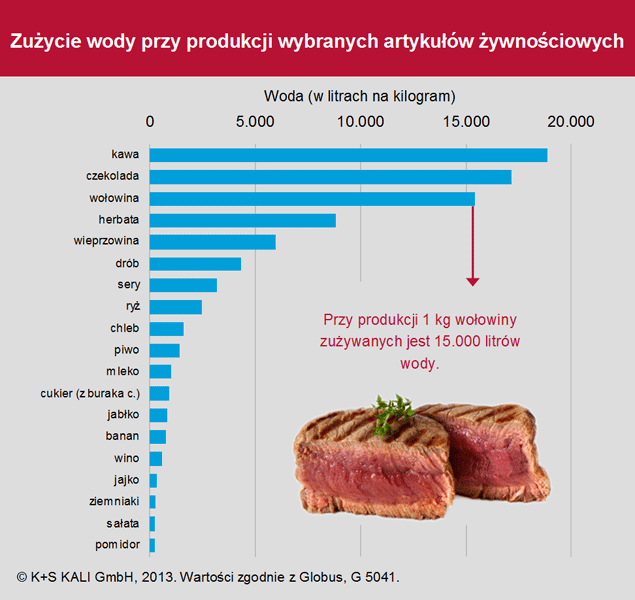 Zużycie wody przy produkcji wybranych artykułów żywnościowych
Woda (w litrach na kilogram)
0 5.000 10.000 15.000 20.000
kawa
czekolada
wołowina
herbata
wieprzowina
drób
sery
ryż
chleb
piwo
mleko
cukier (z buraka c.)
jabłko
banan
wino
jajko
ziemniaki
sałata
pomidor
Przy produkcji 1 kg wołowiny
zużywanych jest 15.000 litrów
wody.
© K+S KALI GmbH, 2013. Wartości zgodnie z Globus, G 5041.